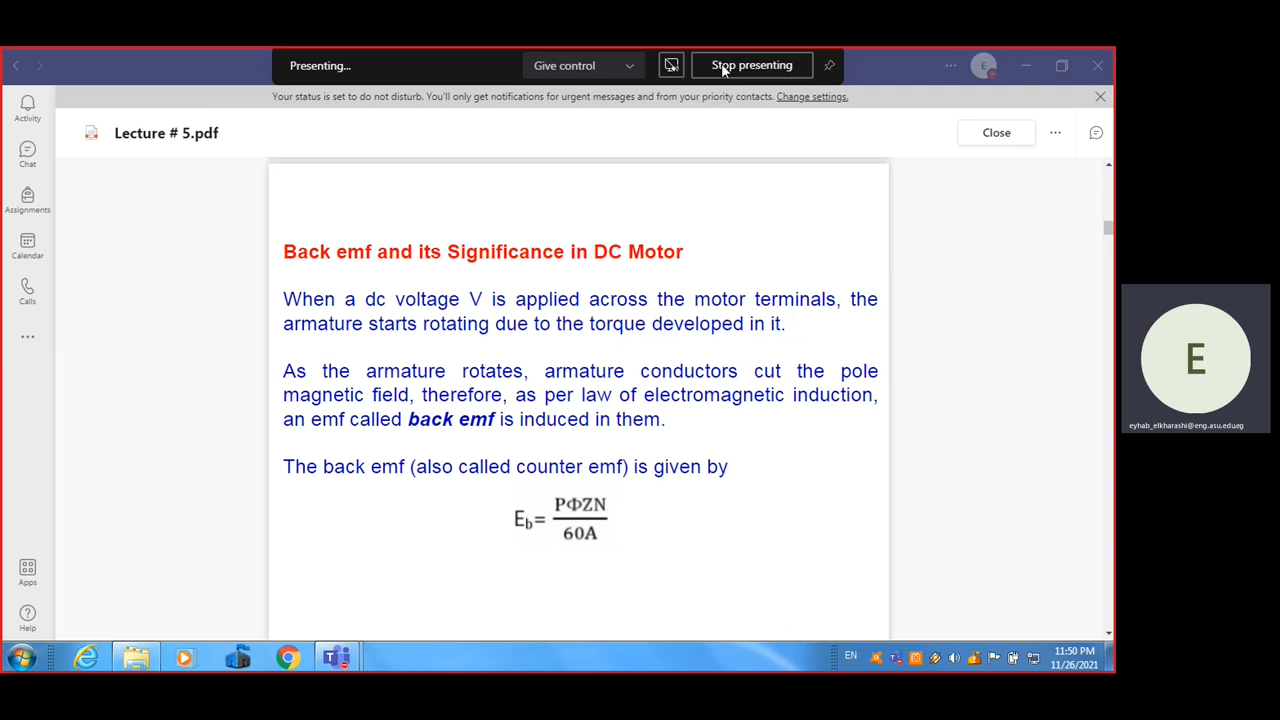 Presenting...
Give control
Stop presenting
E
Your status is set to do not disturb. You'll only get notifications for urgent messages and from your priority contacts. Change settings.
Activity
Chat
Assignments
Calendar
Calls
Apps
Help
Lecture # 5.pdf
Close
Back emf and its Significance in DC Motor
When a dc voltage V is applied across the motor terminals, the
armature starts rotating due to the torque developed in it.
As the armature rotates, armature conductors cut the pole
magnetic field, therefore, as per law of electromagnetic induction,
an emf called back emf is induced in them.
The back emf (also called counter emf) is given by
E_b= PΦZN / 60A
E
eyhab_elkharashi@eng.asu.edu.eg
EN
11:50 PM
11/26/2021